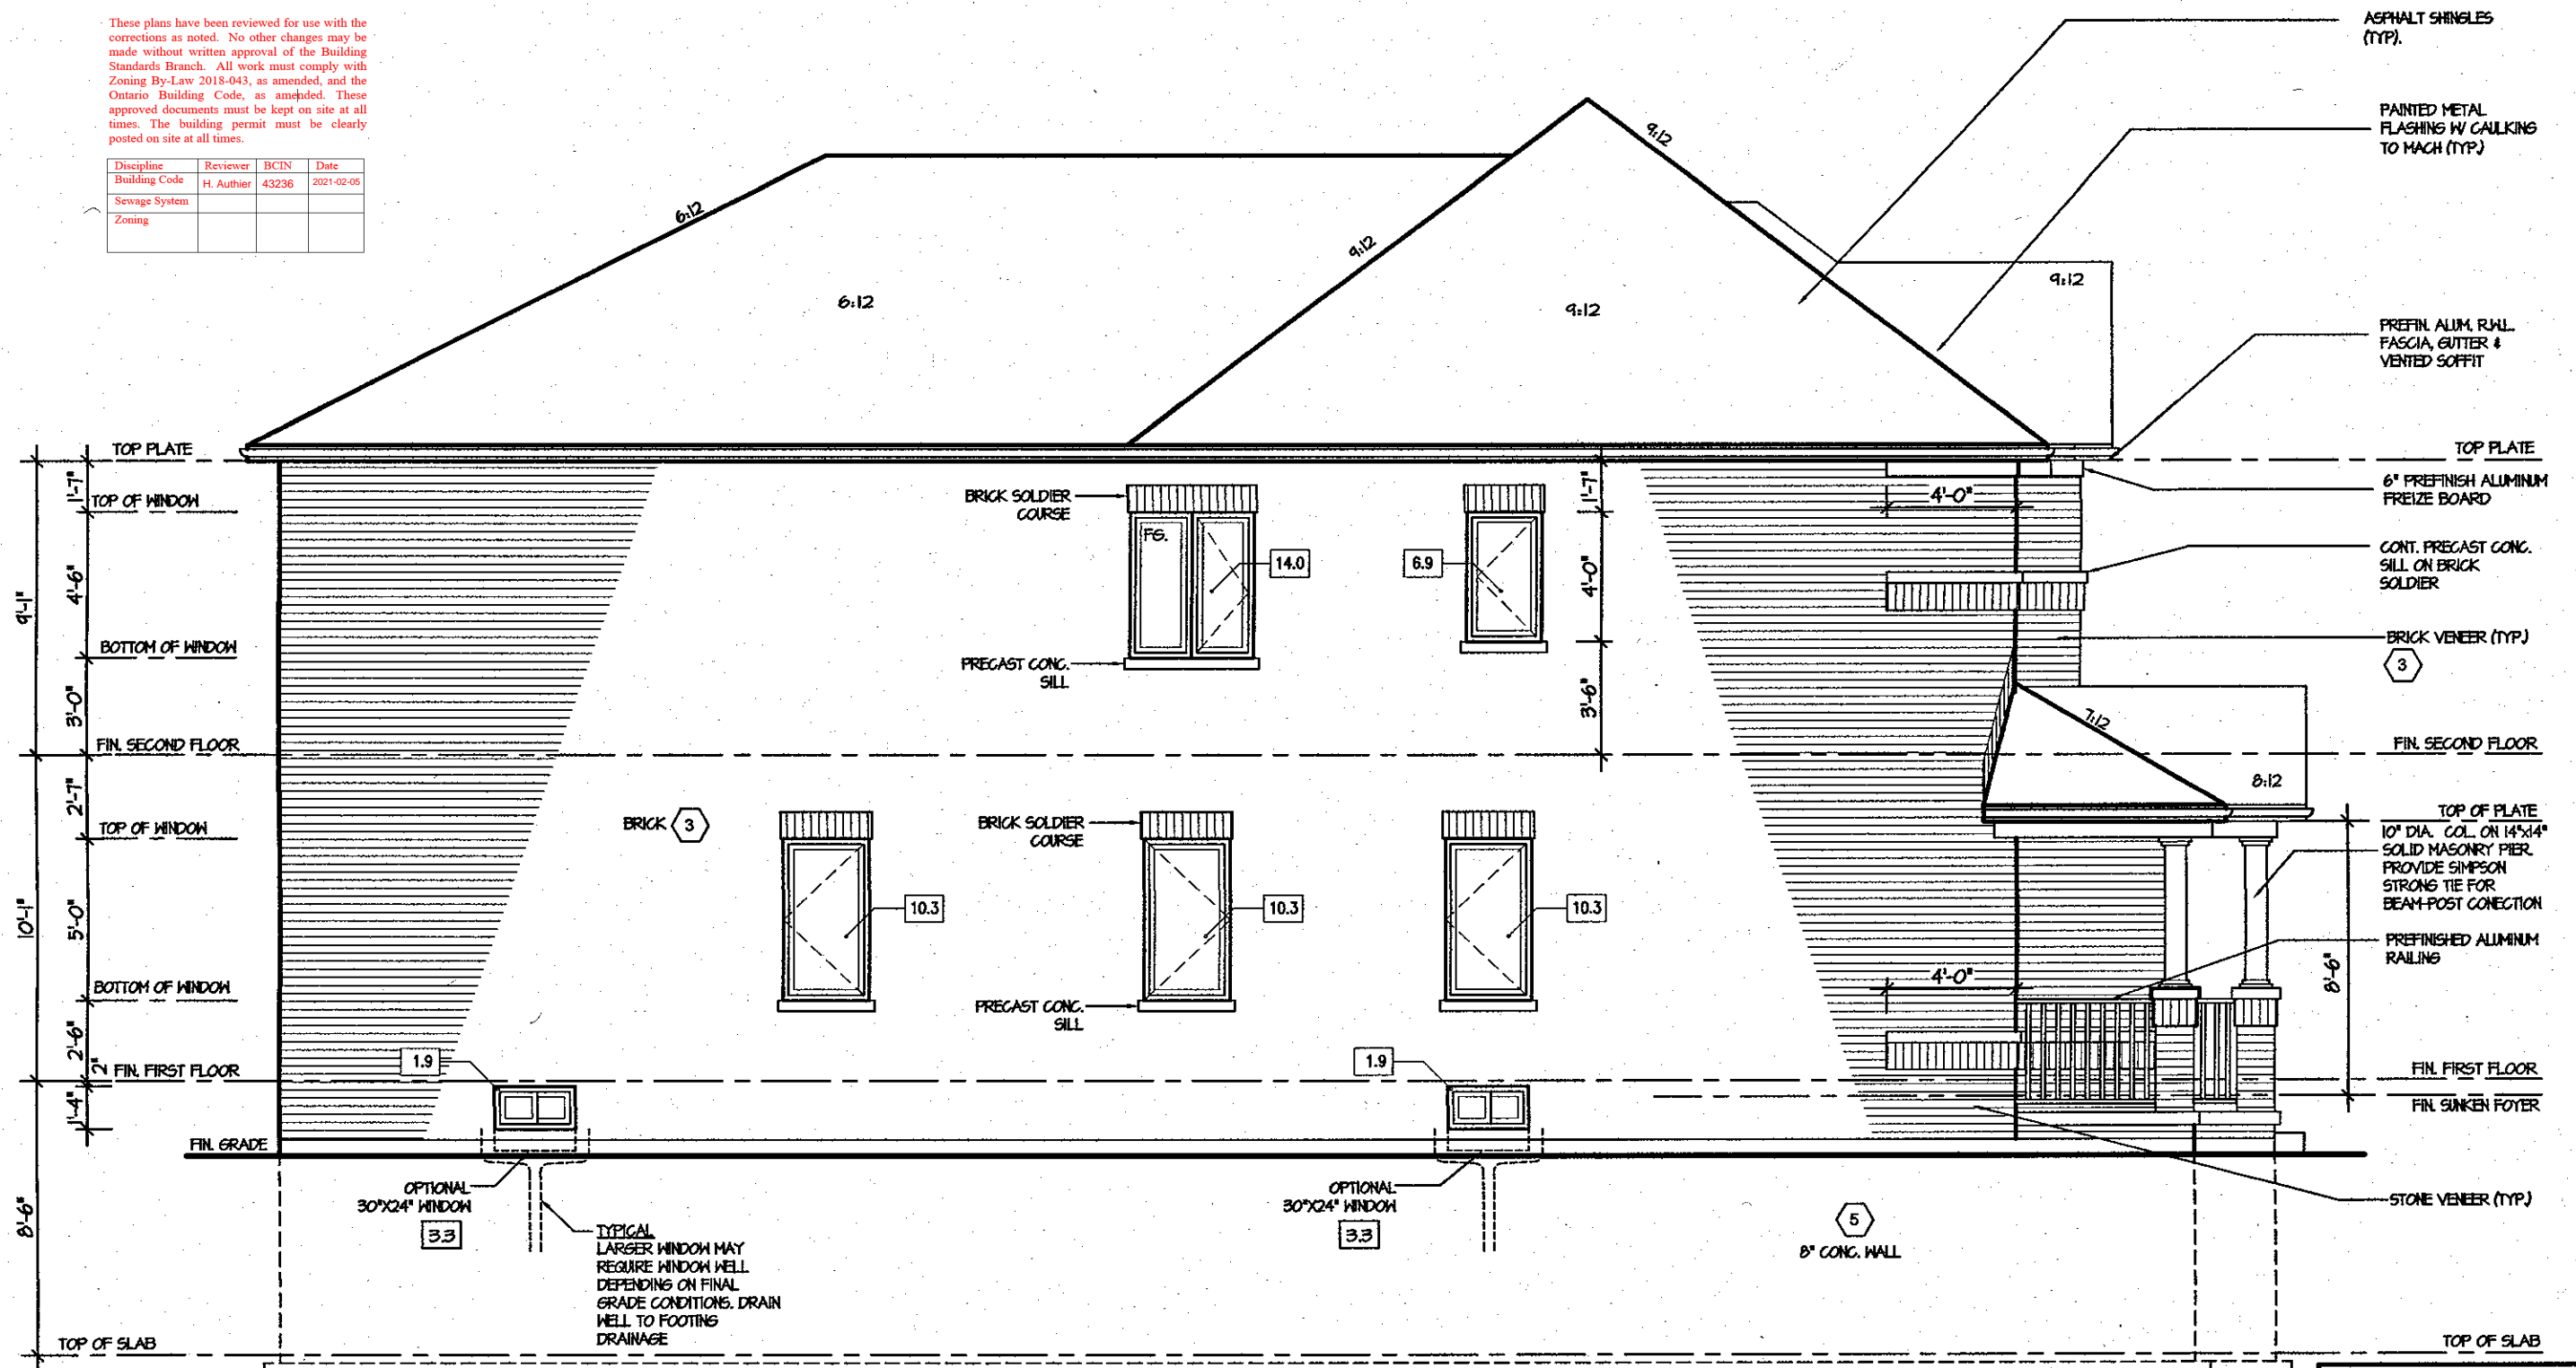 These plans have been reviewed for use with the
corrections as noted. No other changes may be
made without written approval of the Building
Standards Branch. All work must comply with
Zoning By-Law 2018-043, as amended, and the
Ontario Building Code, as amended. These
approved documents must be kept on site at all
times. The building permit must be clearly
posted on site at all times.
Discipline Reviewer BCIN Date
Building Code H. Authier 43236 2021-02-05
Sewage System
Zoning
ASPHALT SHINGLES
(TYP).
PAINTED METAL
FLASHING W/ CAULKING
TO MACH (TYP.)
PREFIN. ALUM. R.W.L.
FASCIA, GUTTER &
VENTED SOFFIT
6:12
6:12
9:12
9:12
9:12
9:12
TOP PLATE
TOP PLATE
6" PREFINISH ALUMINUM
FREIZE BOARD
CONT. PRECAST CONC.
SILL ON BRICK
SOLDIER
BRICK VENEER (TYP.)
3
1'-7"
TOP OF WINDOW
4'-6"
9'-1"
BOTTOM OF WINDOW
3'-0"
FIN. SECOND FLOOR
BRICK SOLDIER
COURSE
FG.
14.0
6.9
PRECAST CONC.
SILL
1'-7"
4'-0"
3'-6"
4'-0"
7:12
8:12
FIN. SECOND FLOOR
2'-7"
TOP OF WINDOW
10'-1"
5'-0"
BOTTOM OF WINDOW
2'-6"
2"
FIN. FIRST FLOOR
1'-4"
FIN. GRADE
BRICK 3
BRICK SOLDIER
COURSE
10.3
10.3
10.3
PRECAST CONC.
SILL
4'-0"
TOP OF PLATE
10" DIA. COL. ON 14"x14"
SOLID MASONRY PIER.
PROVIDE SIMPSON
STRONG TIE FOR
BEAM-POST CONECTION
PREFINISHED ALUMINUM
RAILING
8'-6"
1.9
1.9
FIN. FIRST FLOOR
FIN. SUNKEN FOYER
STONE VENEER (TYP.)
8'-6"
OPTIONAL
30"X24" WINDOW
3.3
TYPICAL
LARGER WINDOW MAY
REQUIRE WINDOW WELL
DEPENDING ON FINAL
GRADE CONDITIONS. DRAIN
WELL TO FOOTING
DRAINAGE
OPTIONAL
30"X24" WINDOW
3.3
5
8" CONC. WALL
TOP OF SLAB
TOP OF SLAB